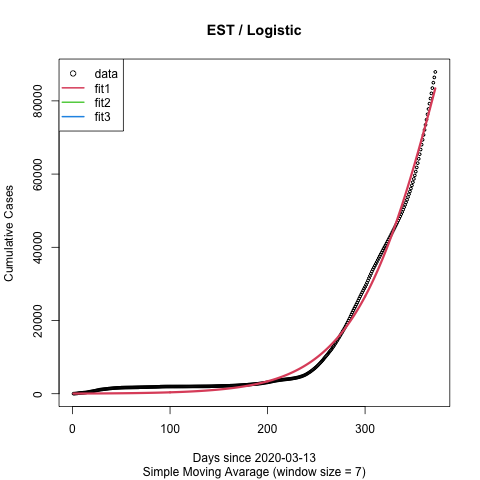 EST / Logistic
data
fit1
fit2
fit3
Cumulative Cases
80000
60000
40000
20000
0
0 100 200 300
Days since 2020-03-13
Simple Moving Avarage (window size = 7)